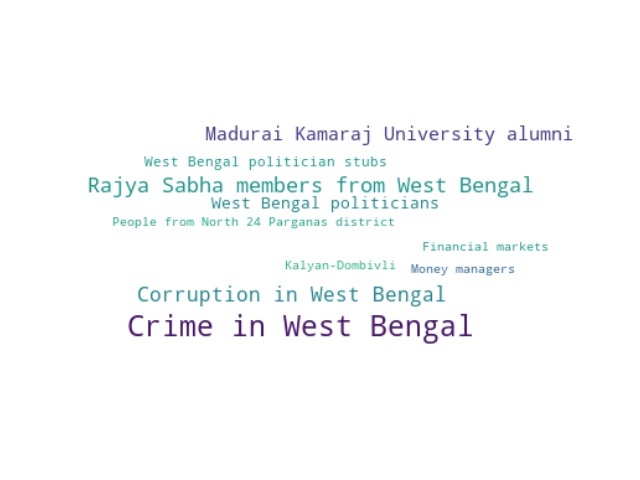 Madurai Kamaraj University alumni
West Bengal politician stubs
Rajya Sabha members from West Bengal
West Bengal politicians
People from North 24 Parganas district
Financial markets
Kalyan-Dombivli
Money managers
Corruption in West Bengal
Crime in West Bengal